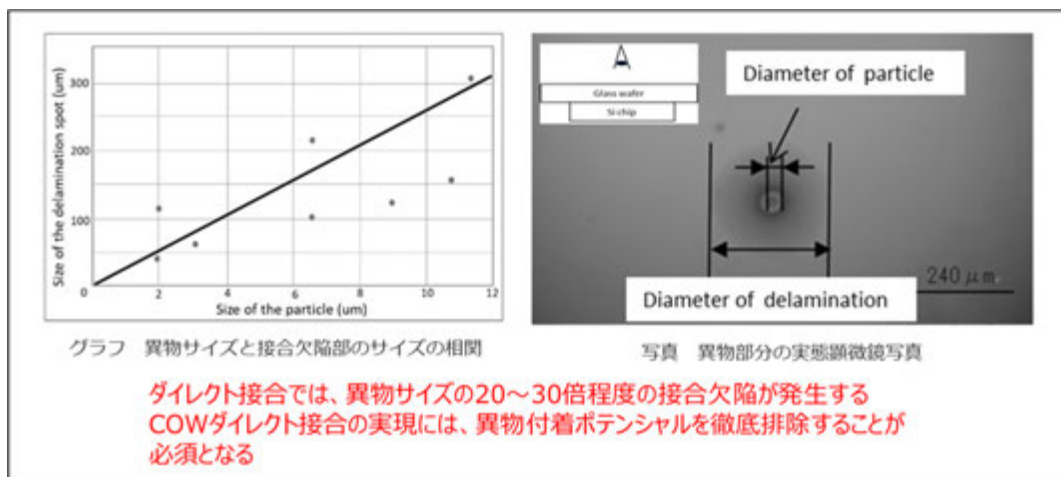 Size of the delamination spot (um)
300
200
100
0
2
4
6
8
10
12
Size of the particle (um)
グラフ　異物サイズと接合欠陥部のサイズの相関
Glass wafer
Si-chip
Diameter of particle
Diameter of delamination
240μm
写真　異物部分の実態顕微鏡写真
ダイレクト接合では、異物サイズの20～30倍程度の接合欠陥が発生する
COWダイレクト接合の実現には、異物付着ポテンシャルを徹底排除することが
必須となる